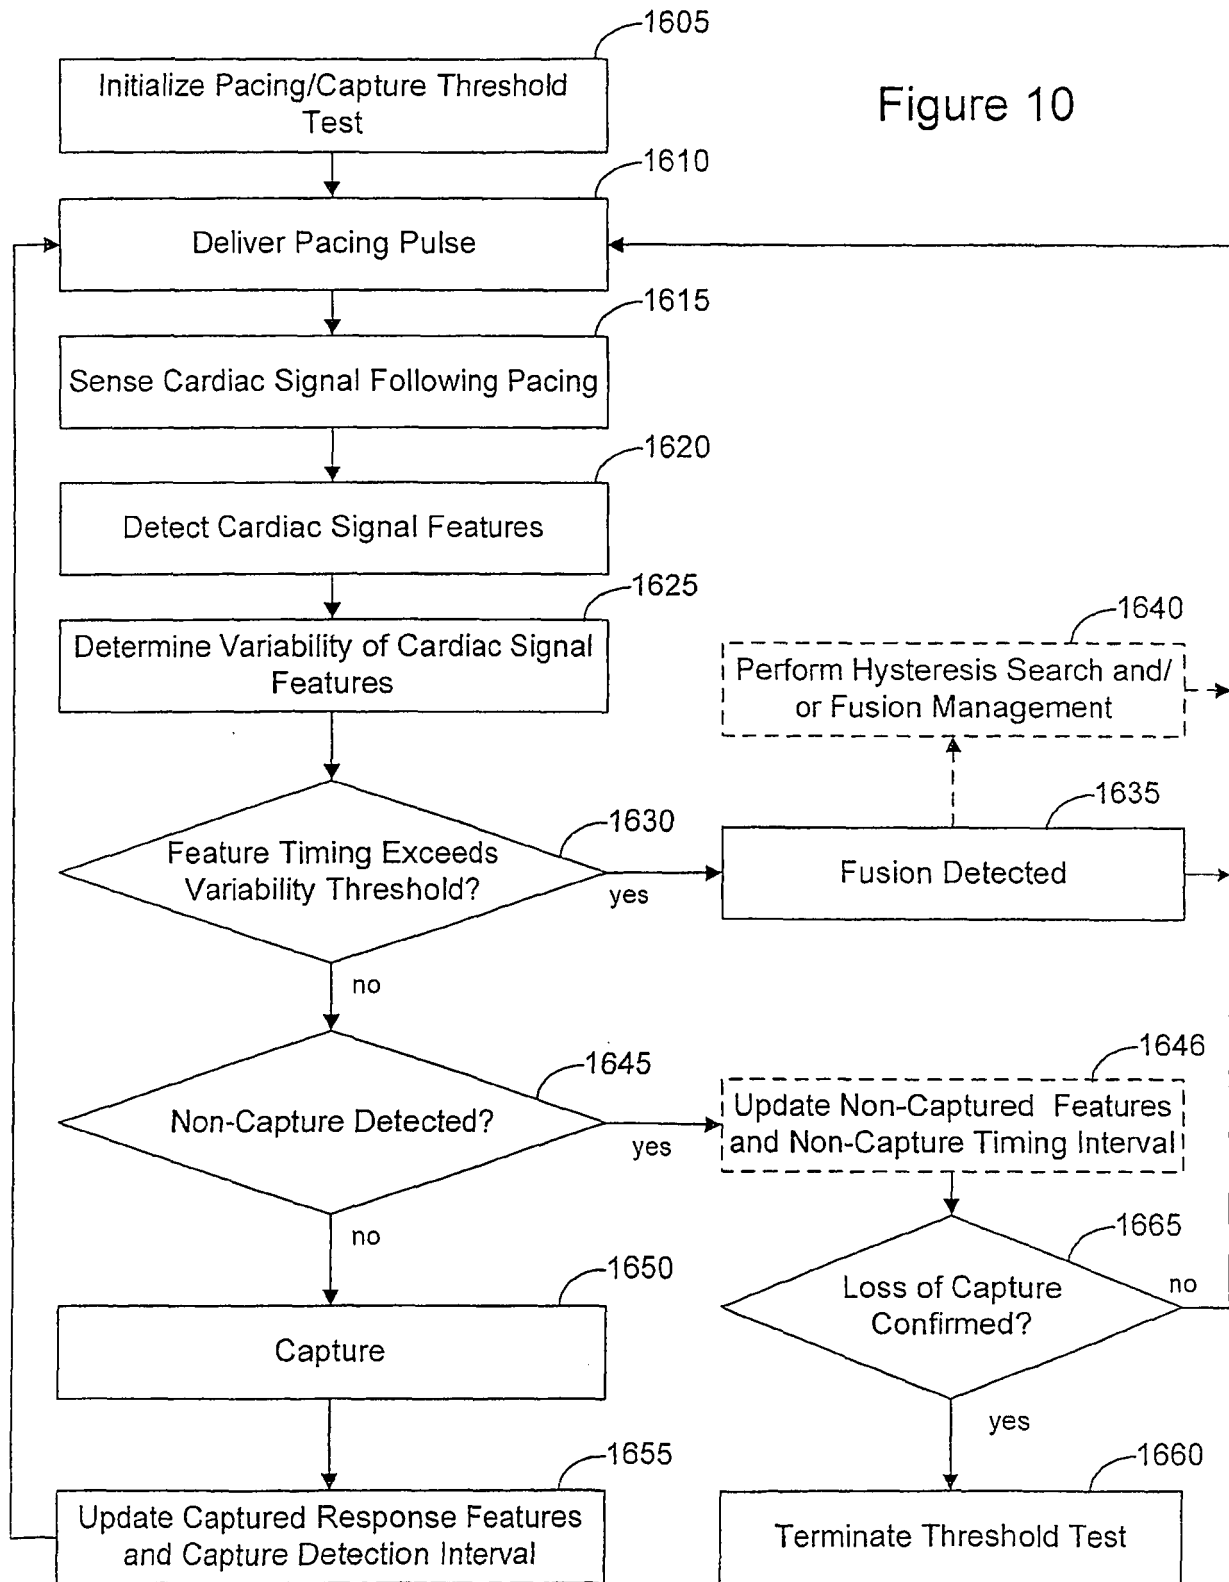 1605
Initialize Pacing/Capture Threshold
Test
Figure 10
1610
Deliver Pacing Pulse
1615
Sense Cardiac Signal Following Pacing
1620
Detect Cardiac Signal Features
1625
Determine Variability of Cardiac Signal
Features
1640
Perform Hysteresis Search and/
or Fusion Management
1630
Feature Timing Exceeds
Variability Threshold?
yes
no
1635
Fusion Detected
1645
Non-Capture Detected?
yes
no
1646
Update Non-Captured Features
and Non-Capture Timing Interval
1665
Loss of Capture
Confirmed?
no
yes
1650
Capture
1655
Update Captured Response Features
and Capture Detection Interval
1660
Terminate Threshold Test